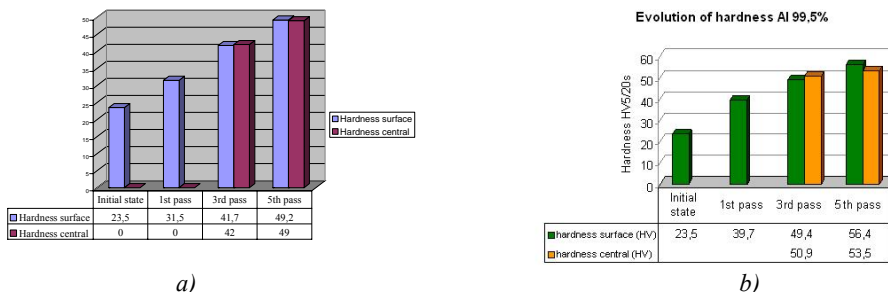 50
45
40
35
30
25
20
15
10
5
0
Hardness surface
Hardness central
Initial state 1st pass 3rd pass 5th pass
Hardness surface 23,5 31,5 41,7 49,2
Hardness central 0 0 42 49
a)
Evolution of hardness Al 99,5%
Hardness HV5/20s
60
50
40
30
20
10
0
Initial state 1st pass 3rd pass 5th pass
hardness surface (HV) 23,5 39,7 49,4 56,4
hardness central (HV) 50,9 53,5
b)